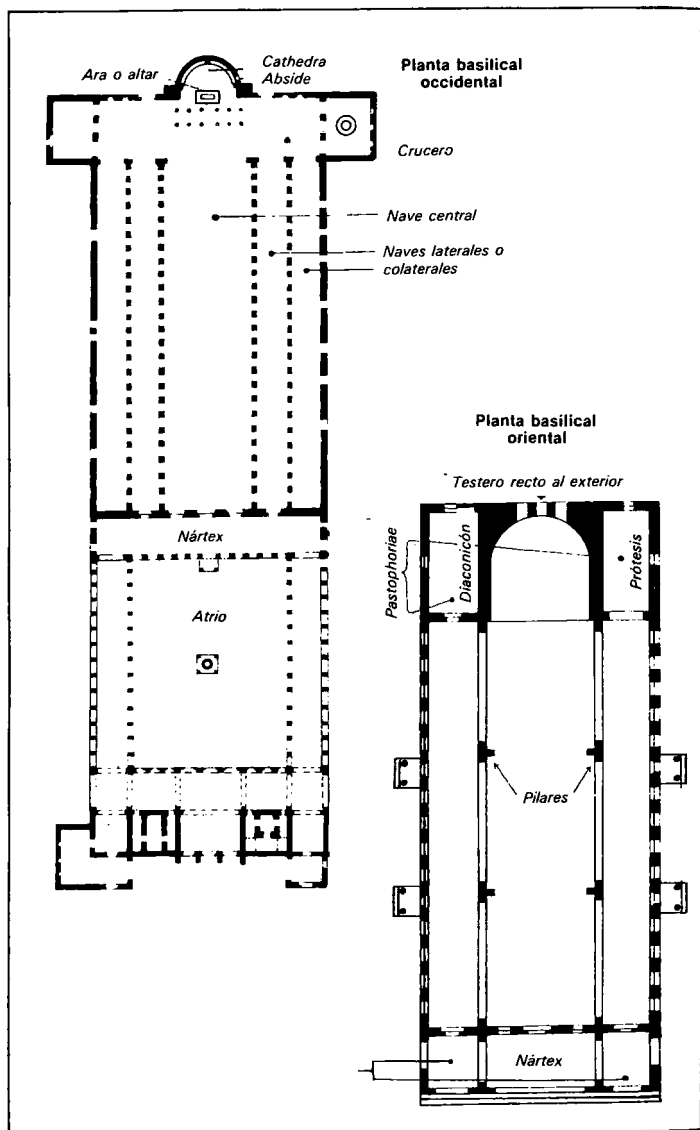 Ara o altar
Cathedra
Abside
Planta basilical
occidental
Crucero
Nave central
Naves laterales o
colaterales
Nártex
Atrio
Planta basilical
oriental
Testero recto al exterior
Pastophoriae
Diaconicón
Prótesis
Pilares
Nártex